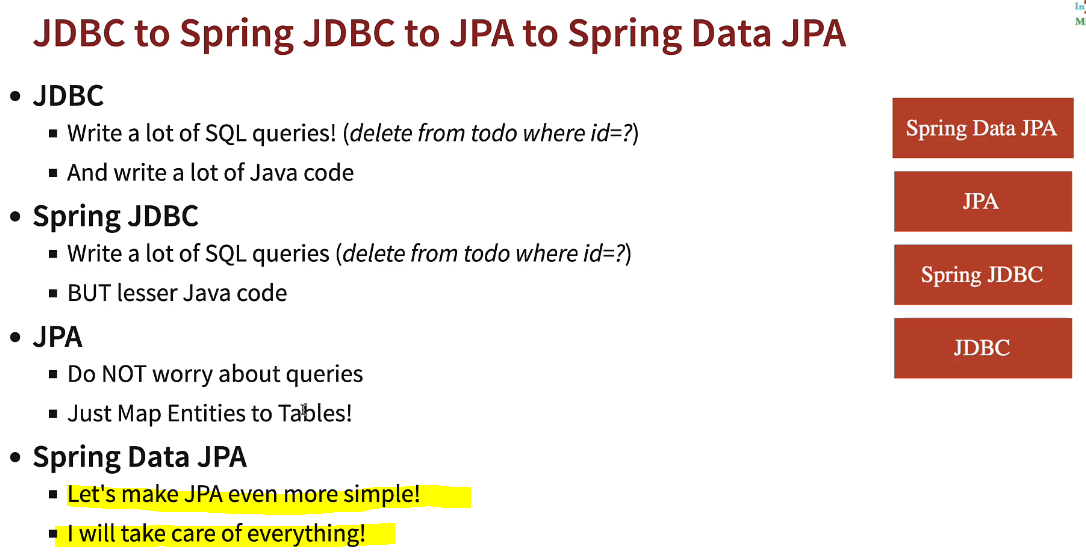 JDBC to Spring JDBC to JPA to Spring Data JPA
JDBC
Write a lot of SQL queries! (delete from todo where id=?)
And write a lot of Java code
Spring JDBC
Write a lot of SQL queries (delete from todo where id=?)
BUT lesser Java code
JPA
Do NOT worry about queries
Just Map Entities to Tables!
Spring Data JPA
Let's make JPA even more simple!
I will take care of everything!
Spring Data JPA
JPA
Spring JDBC
JDBC